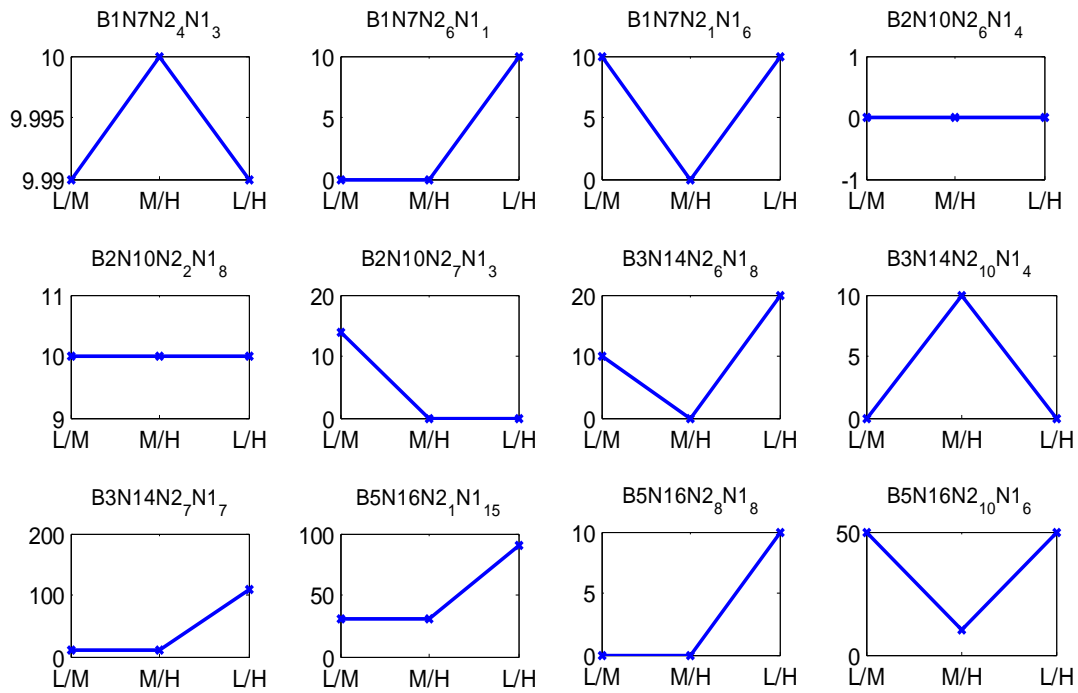 B1N7N2₄N1₃ B1N7N2₆N1₁ B1N7N2₁N1₆ B2N10N2₆N1₄
10 10 10 1
9.995 5 5 0
9.99 0 0 -1
L/M M/H L/H L/M M/H L/H L/M M/H L/H L/M M/H L/H
B2N10N2₂N1₈ B2N10N2₇N1₃ B3N14N2₆N1₈ B3N14N2₁₀N1₄
11 20 20 10
10 10 10 5
9 0 0 0
L/M M/H L/H L/M M/H L/H L/M M/H L/H L/M M/H L/H
B3N14N2₇N1₇ B5N16N2₁N1₁₅ B5N16N2₈N1₈ B5N16N2₁₀N1₆
200 100 10 50
100 50 5
0 0 0 0
L/M M/H L/H L/M M/H L/H L/M M/H L/H L/M M/H L/H